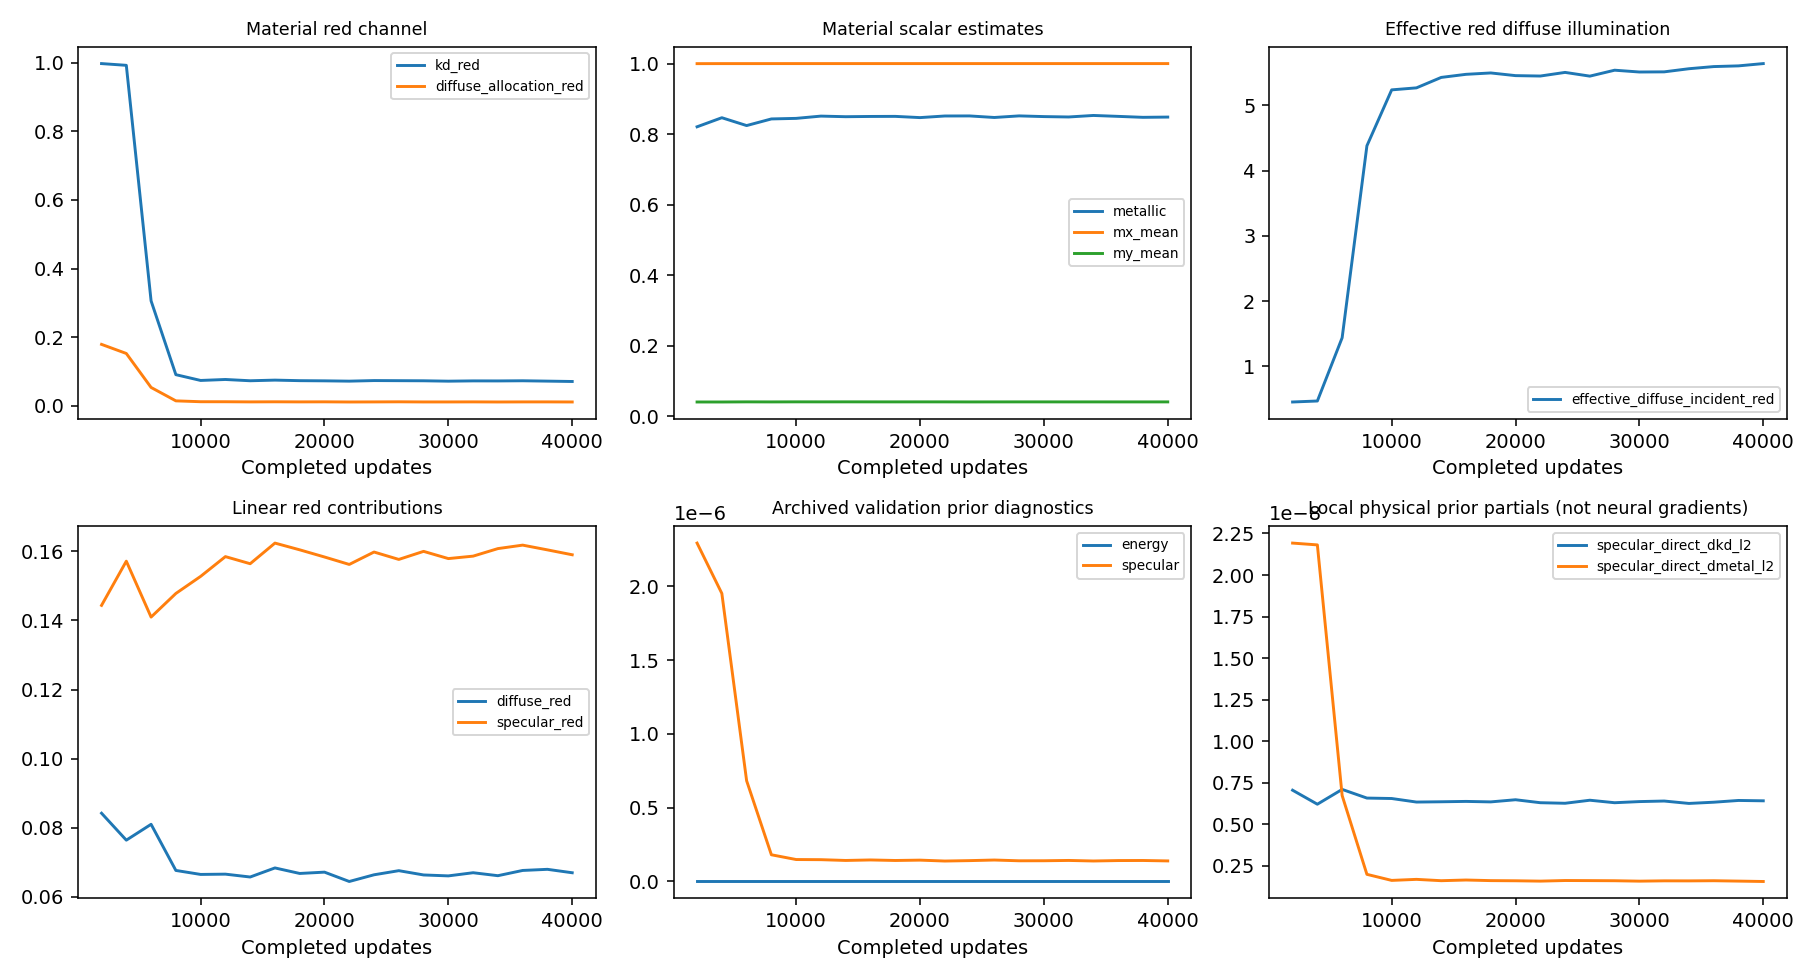 Material red channel
1.0
0.8
0.6
0.4
0.2
0.0
kd_red
diffuse_allocation_red
10000
20000
30000
40000
Completed updates
Material scalar estimates
1.0
0.8
0.6
0.4
0.2
0.0
metallic
mx_mean
my_mean
10000
20000
30000
40000
Completed updates
Effective red diffuse illumination
5
4
3
2
1
effective_diffuse_incident_red
10000
20000
30000
40000
Completed updates
Linear red contributions
0.16
0.14
0.12
0.10
0.08
0.06
diffuse_red
specular_red
10000
20000
30000
40000
Completed updates
1e−6
Archived validation prior diagnostics
2.0
1.5
1.0
0.5
0.0
energy
specular
10000
20000
30000
40000
Completed updates
1e−8
Local physical prior partials (not neural gradients)
2.25
2.00
1.75
1.50
1.25
1.00
0.75
0.50
0.25
specular_direct_dkd_l2
specular_direct_dmetal_l2
10000
20000
30000
40000
Completed updates